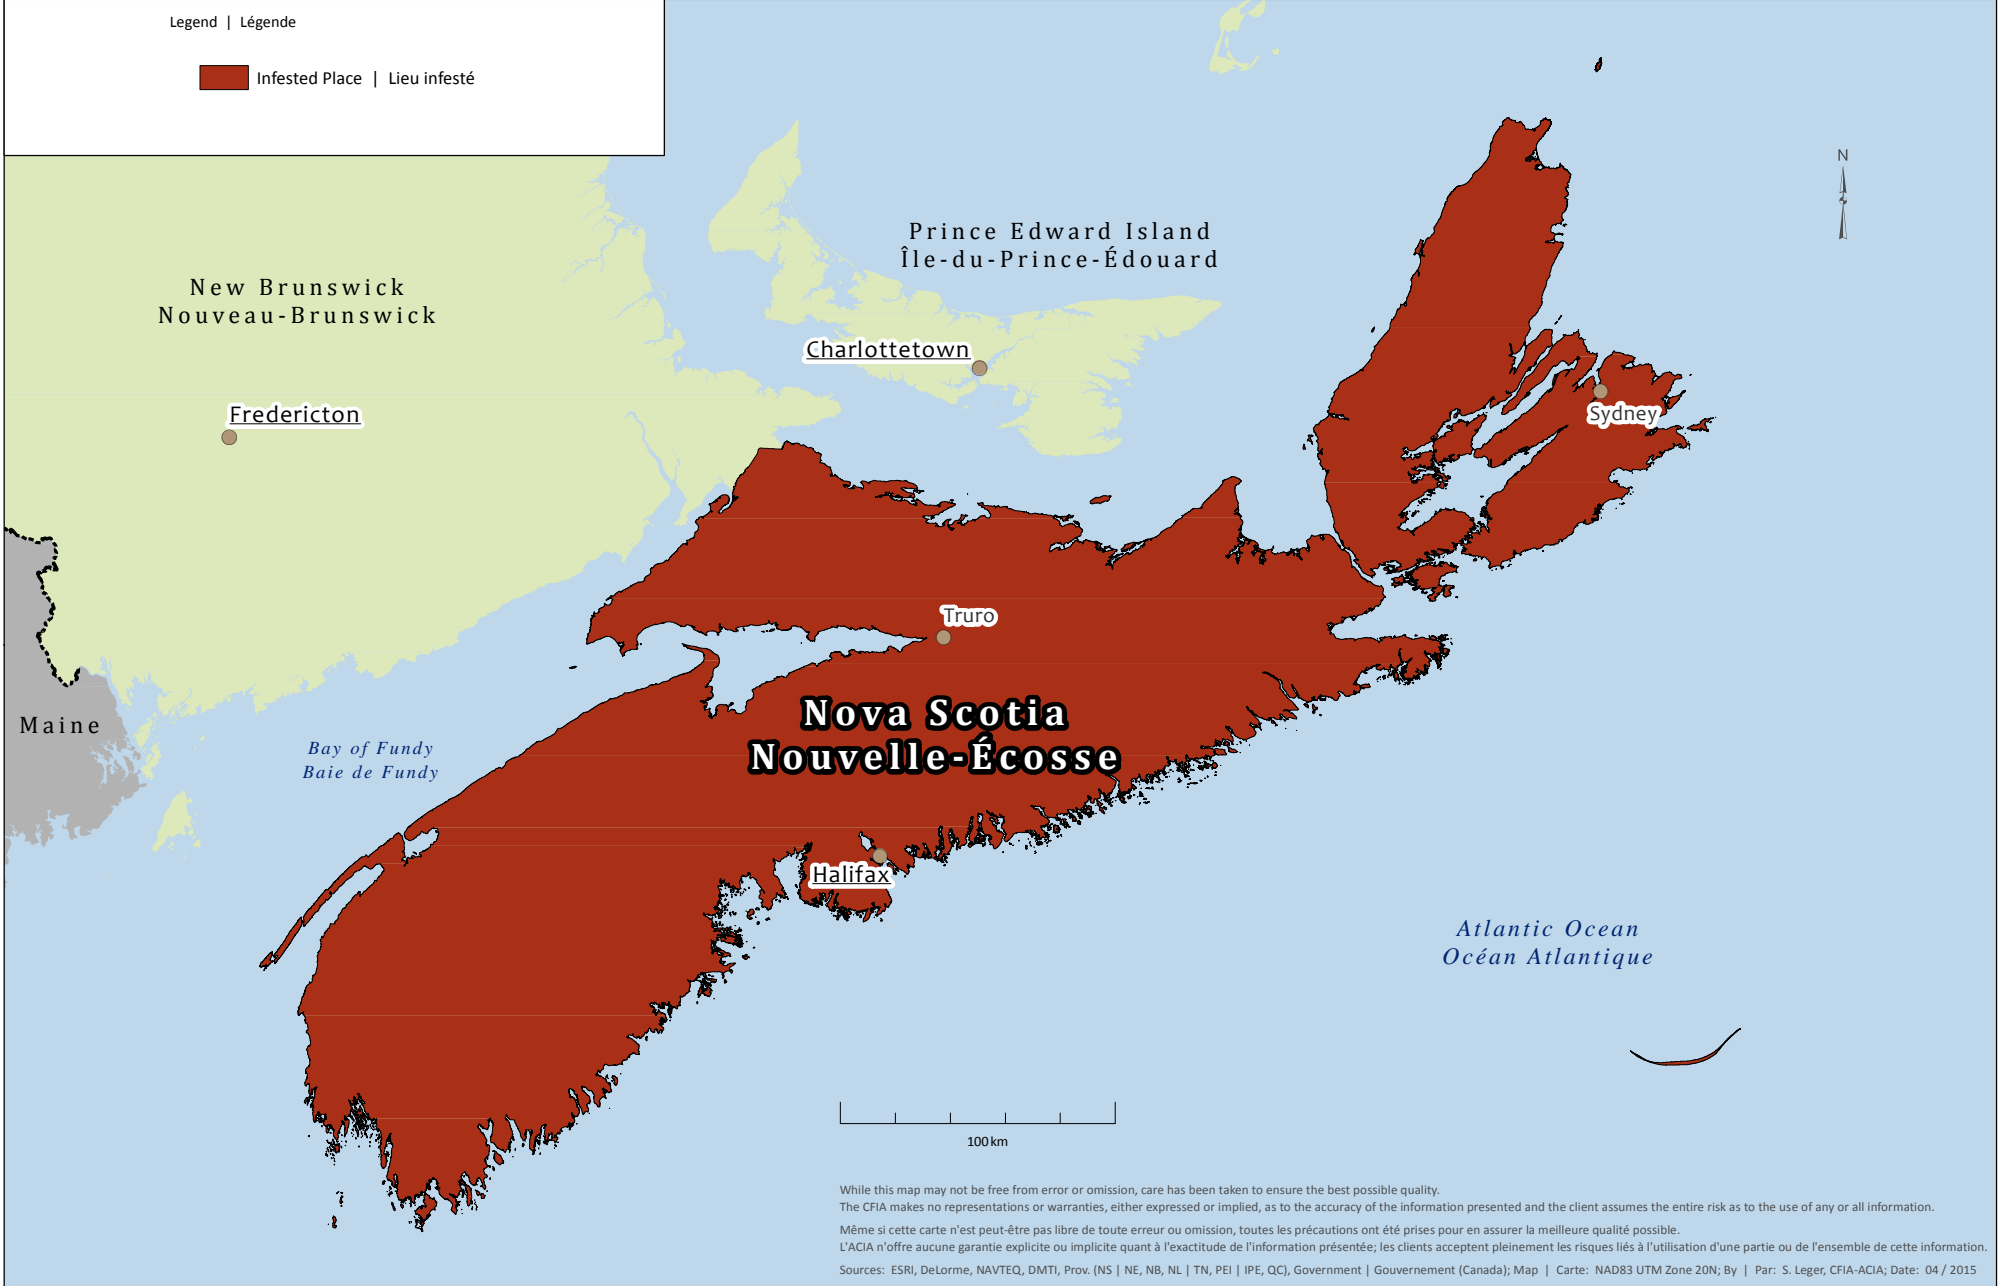 Legend | Légende
Infested Place | Lieu infesté
N
Prince Edward Island
Île-du-Prince-Édouard
New Brunswick
Nouveau-Brunswick
Charlottetown
Fredericton
Sydney
Truro
Nova Scotia
Nouvelle-Écosse
Maine
Bay of Fundy
Baie de Fundy
Halifax
Atlantic Ocean
Océan Atlantique
100 km
While this map may not be free from error or omission, care has been taken to ensure the best possible quality.
The CFIA makes no representations or warranties, either expressed or implied, as to the accuracy of the information presented and the client assumes the entire risk as to the use of any or all information.
Même si cette carte n'est peut-être pas libre de toute erreur ou omission, toutes les précautions ont été prises pour en assurer la meilleure qualité possible.
L'ACIA n'offre aucune garantie explicite ou implicite quant à l'exactitude de l'information présentée; les clients acceptent pleinement les risques liés à l'utilisation d'une partie ou de l'ensemble de cette information.
Sources: ESRI, DeLorme, NAVTEQ, DMTI, Prov. (NS | NE, NB, NL | TN, PEI | IPE, QC), Government | Gouvernement (Canada); Map | Carte: NAD83 UTM Zone 20N; By | Par: S. Leger, CFIA-ACIA; Date: 04 / 2015